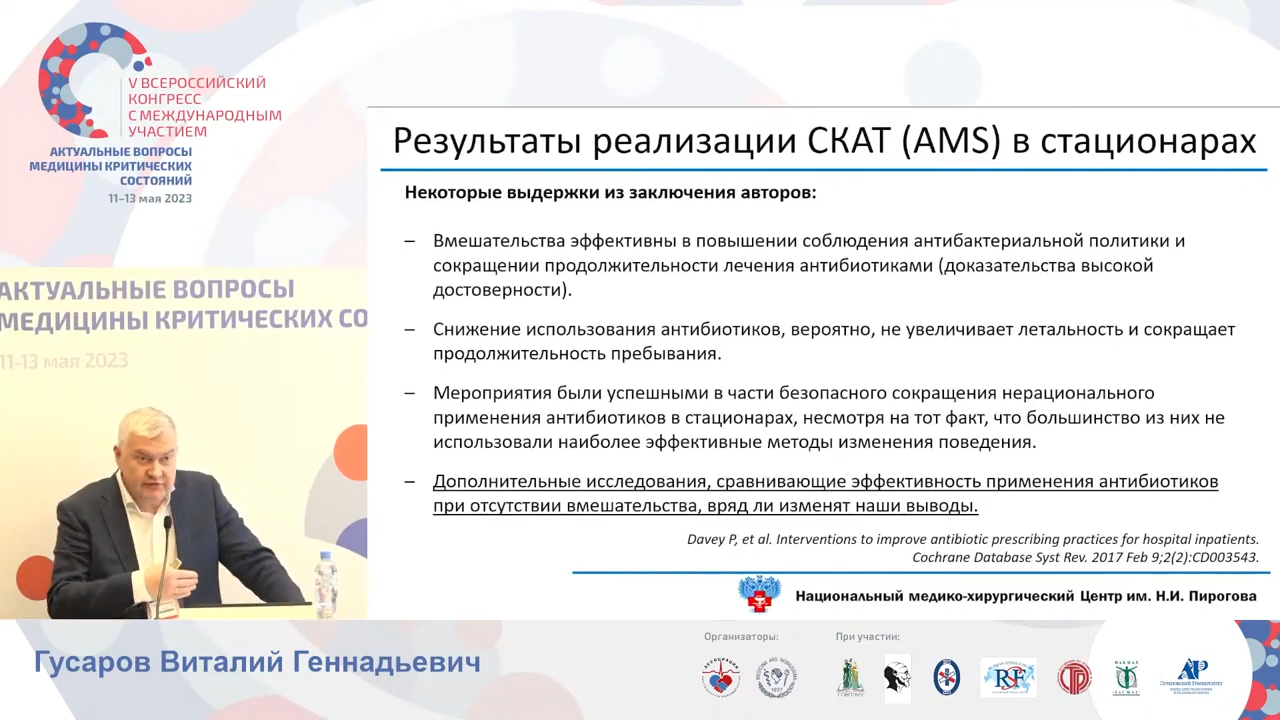 V ВСЕРОССИЙСКИЙ
КОНГРЕСС
С МЕЖДУНАРОДНЫМ
УЧАСТИЕМ
АКТУАЛЬНЫЕ ВОПРОСЫ
МЕДИЦИНЫ КРИТИЧЕСКИХ
СОСТОЯНИЙ
11–13 мая 2023
АКТУАЛЬНЫЕ ВОПРОСЫ
МЕДИЦИНЫ КРИТИЧЕСКИХ СО
11-13 мая 2023
Результаты реализации СКАТ (AMS) в стационарах
Некоторые выдержки из заключения авторов:
– Вмешательства эффективны в повышении соблюдения антибактериальной политики и
сокращении продолжительности лечения антибиотиками (доказательства высокой
достоверности).
– Снижение использования антибиотиков, вероятно, не увеличивает летальность и сокращает
продолжительность пребывания.
– Мероприятия были успешными в части безопасного сокращения нерационального
применения антибиотиков в стационарах, несмотря на тот факт, что большинство из них не
использовали наиболее эффективные методы изменения поведения.
– Дополнительные исследования, сравнивающие эффективность применения антибиотиков
при отсутствии вмешательства, вряд ли изменят наши выводы.
Davey P, et al. Interventions to improve antibiotic prescribing practices for hospital inpatients.
Cochrane Database Syst Rev. 2017 Feb 9;2(2):CD003543.
Национальный медико-хирургический Центр им. Н.И. Пирогова
Гусаров Виталий Геннадьевич
Организаторы:
При участии: